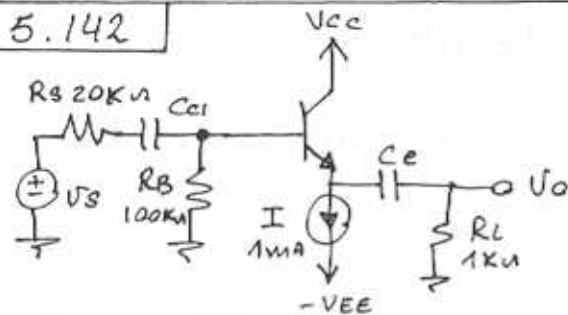 5.142
Vcc
Rs 20KΩ
Cc1
Ce
Vo
±
Vs
RB
100KΩ
I
1mA
RL
1KΩ
-VEE